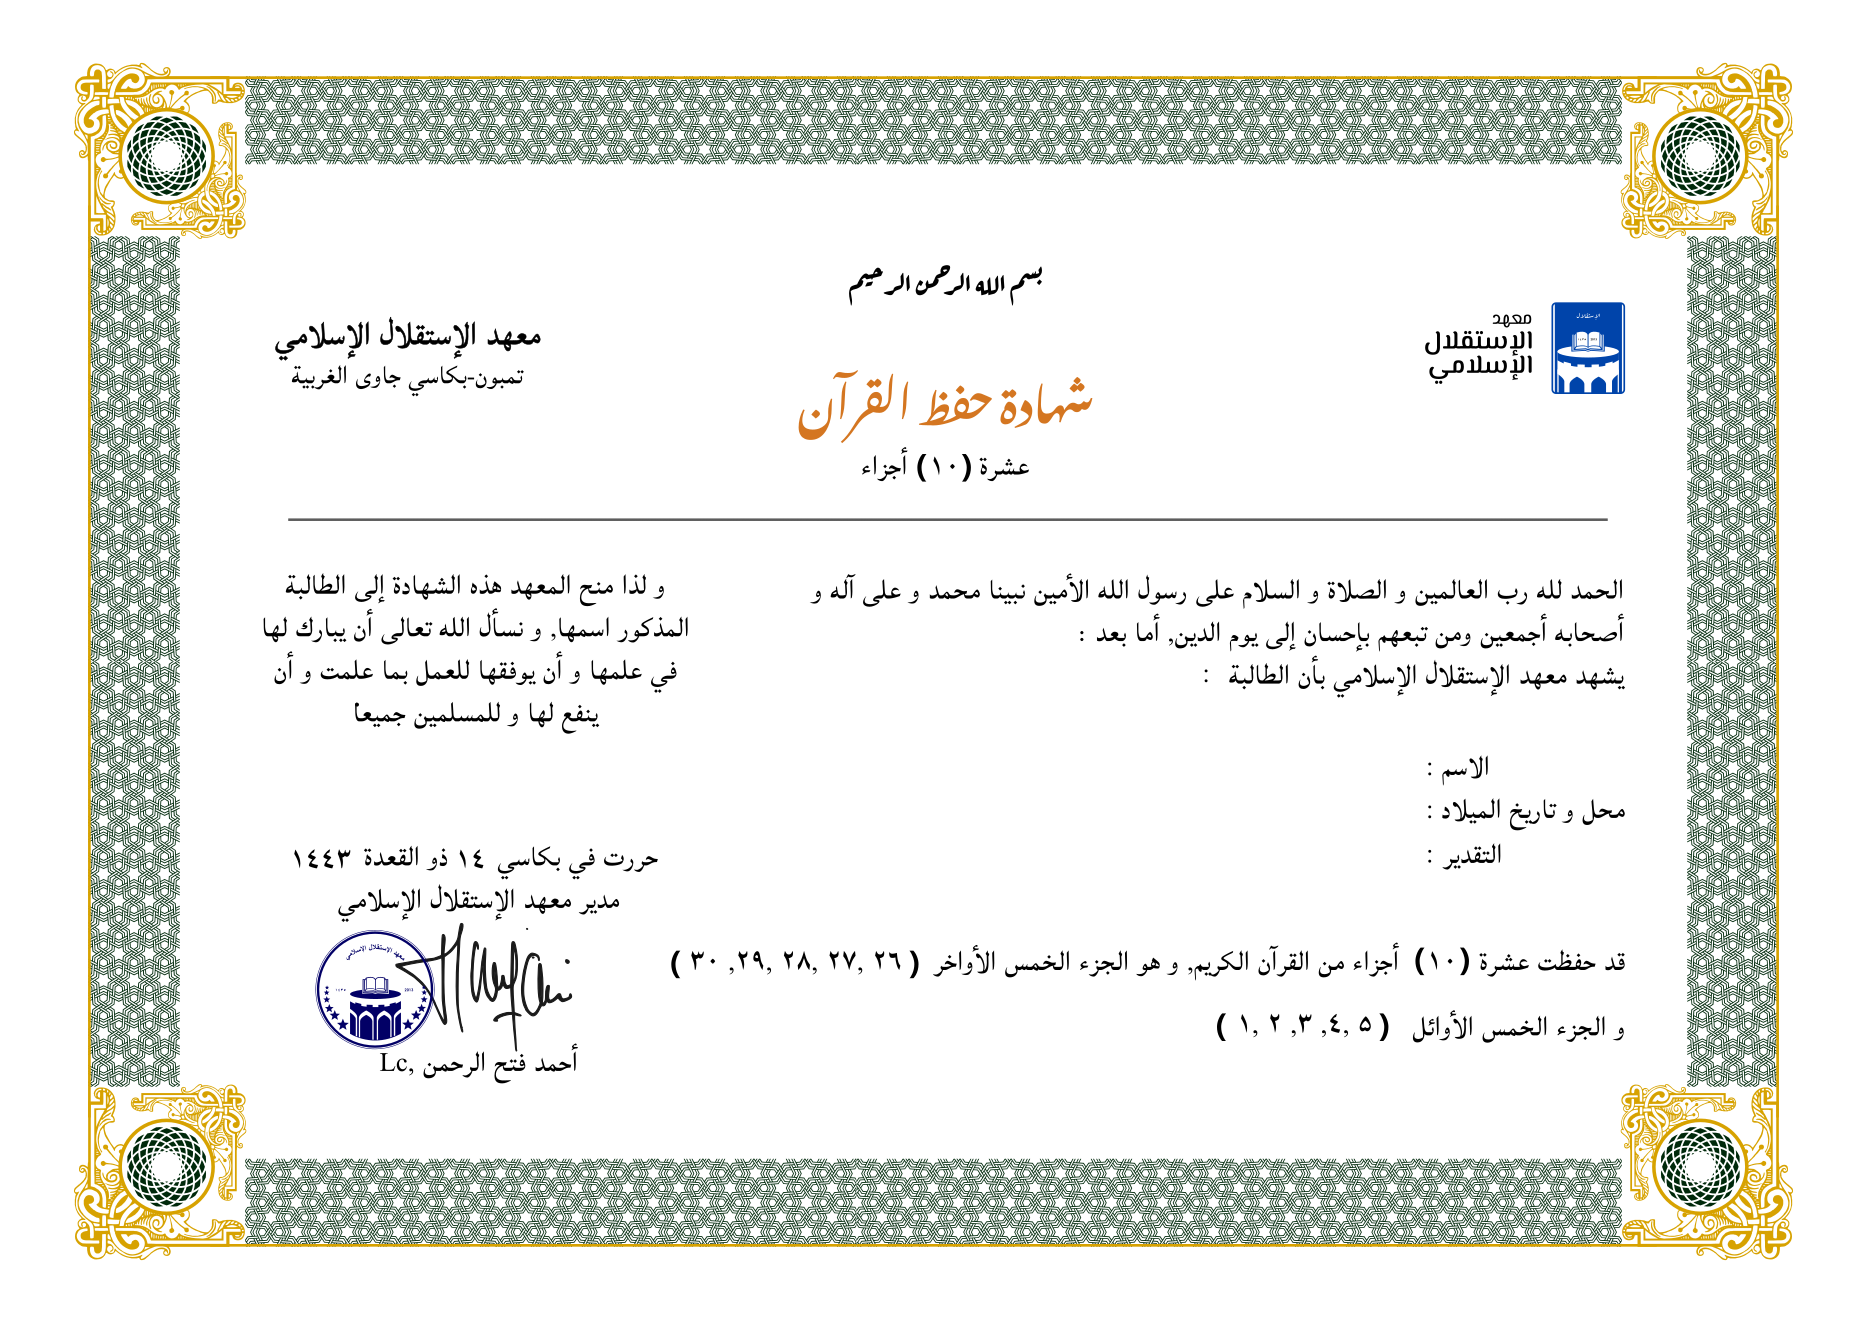 بسم الله الرحمن الرحيم
معهد
الإستقلال
الإسلامي
معهد الإستقلال الإسلامي
تمبون-بكاسي جاوى الغربية
شهادة حفظ القرآن
عشرة (١٠) أجزاء
الحمد لله رب العالمين و الصلاة و السلام على رسول الله الأمين نبينا محمد و على آله و
أصحابه أجمعين ومن تبعهم بإحسان إلى يوم الدين, أما بعد :
يشهد معهد الإستقلال الإسلامي بأن الطالبة :
الاسم :
محل و تاريخ الميلاد :
التقدير :
قد حفظت عشرة (١٠) أجزاء من القرآن الكريم, و هو الجزء الخمس الأواخر ( ٢٦ ,٢٧ ,٢٨ ,٢٩, ٣٠ )
و الجزء الخمس الأوائل ( ٥ ,٤, ٣, ٢ ,١ )
و لذا منح المعهد هذه الشهادة إلى الطالبة
المذكور اسمها, و نسأل الله تعالى أن يبارك لها
في علمها و أن يوفقها للعمل بما علمت و أن
ينفع لها و للمسلمين جميعا
حررت في بكاسي ١٤ ذو القعدة ١٤٤٣
مدير معهد الإستقلال الإسلامي
معهد الإستقلال الإسلامي
أحمد فتح الرحمن ,Lc